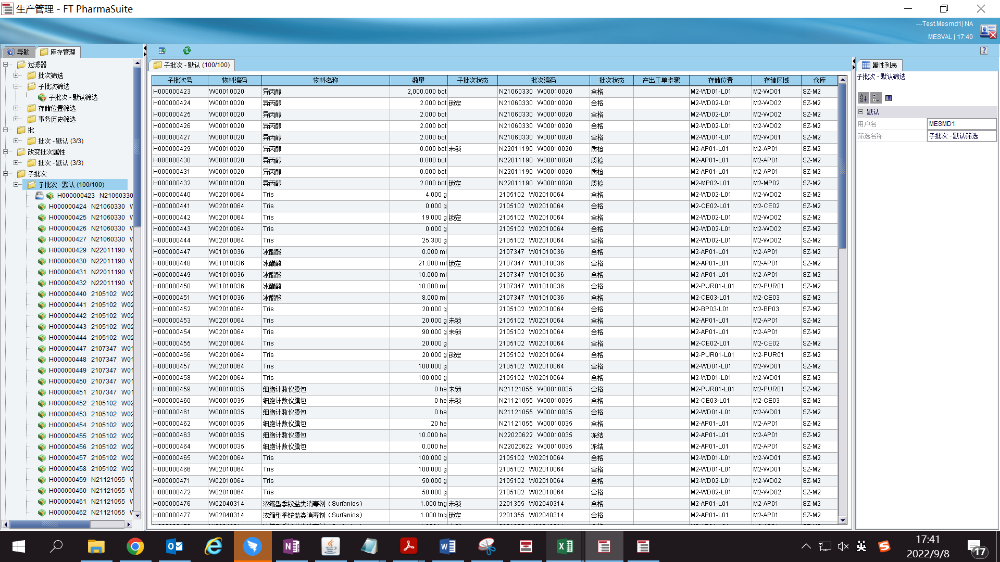 生产管理 - FT PharmaSuite
---Test.Mesmd1| NA
MESVAL | 17:40
导航 库存管理
过滤器
批次筛选
子批次筛选
子批次 - 默认筛选
存储位置筛选
事务历史筛选
批
批次 - 默认 (3/3)
改变批次属性
批次 - 默认 (3/3)
子批次
子批次 - 默认 (100/100)
H000000423 N21060330
H000000424 N21060330
H000000425 N21060330
H000000426 N21060330
H000000427 N21060330
H000000429 N22011190
H000000430 N22011190
H000000431 N22011190
H000000432 N22011190
H000000440 2105102 W02
H000000441 2105102 W02
H000000442 2105102 W02
H000000443 2105102 W02
H000000444 2105102 W02
H000000447 2107347 W01
H000000448 2107347 W01
H000000449 2107347 W01
H000000450 2107347 W01
H000000451 2107347 W01
H000000452 2105102 W02
H000000453 2105102 W02
H000000454 2105102 W02
H000000455 2105102 W02
H000000456 2105102 W02
H000000457 2105102 W02
H000000458 2105102 W02
H000000459 N21121055
H000000460 N21121055
H000000461 N21121055
H000000462 N21121055
子批次 - 默认 (100/100)
子批次号 物料编码 物料名称 数量 子批次状态 批次编码 批次状态 产出工单步骤 存储位置 存储区域 仓库
H000000423 W00010020 异丙醇 2,000.000 bot N21060330 W00010020 合格 M2-WD01-L01 M2-WD01 SZ-M2
H000000424 W00010020 异丙醇 2.000 bot 锁定 N21060330 W00010020 合格 M2-WD02-L01 M2-WD02 SZ-M2
H000000425 W00010020 异丙醇 2.000 bot N21060330 W00010020 合格 M2-WD02-L01 M2-WD02 SZ-M2
H000000426 W00010020 异丙醇 2.000 bot N21060330 W00010020 合格 M2-WD02-L01 M2-WD02 SZ-M2
H000000427 W00010020 异丙醇 2.000 bot N21060330 W00010020 合格 M2-WD01-L01 M2-WD01 SZ-M2
H000000429 W00010020 异丙醇 0.000 bot 未锁 N22011190 W00010020 质检 M2-AP01-L01 M2-AP01 SZ-M2
H000000430 W00010020 异丙醇 0.000 bot N22011190 W00010020 质检 M2-AP01-L01 M2-AP01 SZ-M2
H000000431 W00010020 异丙醇 0.000 bot N22011190 W00010020 质检 M2-AP01-L01 M2-AP01 SZ-M2
H000000432 W00010020 异丙醇 2.000 bot 锁定 N22011190 W00010020 质检 M2-MP02-L01 M2-MP02 SZ-M2
H000000440 W02010064 Tris 4.000 g 2105102 W02010064 合格 M2-WD02-L01 M2-WD02 SZ-M2
H000000441 W02010064 Tris 0.000 g 2105102 W02010064 合格 M2-CE02-L01 M2-CE02 SZ-M2
H000000442 W02010064 Tris 19.000 g 锁定 2105102 W02010064 合格 M2-WD02-L01 M2-WD02 SZ-M2
H000000443 W02010064 Tris 0.000 g 2105102 W02010064 合格 M2-WD02-L01 M2-WD02 SZ-M2
H000000444 W02010064 Tris 25.300 g 2105102 W02010064 合格 M2-WD02-L01 M2-WD02 SZ-M2
H000000447 W01010036 冰醋酸 0.000 ml 2107347 W01010036 合格 M2-AP01-L01 M2-AP01 SZ-M2
H000000448 W01010036 冰醋酸 21.000 ml 锁定 2107347 W01010036 合格 M2-AP01-L01 M2-AP01 SZ-M2
H000000449 W01010036 冰醋酸 10.000 ml 2107347 W01010036 合格 M2-AP01-L01 M2-AP01 SZ-M2
H000000450 W01010036 冰醋酸 10.000 ml 2107347 W01010036 合格 M2-PUR01-L01 M2-PUR01 SZ-M2
H000000451 W01010036 冰醋酸 8.000 ml 2107347 W01010036 合格 M2-CE03-L01 M2-CE03 SZ-M2
H000000452 W02010064 Tris 20.000 g 2105102 W02010064 合格 M2-BP03-L01 M2-BP03 SZ-M2
H000000453 W02010064 Tris 20.000 g 未锁 2105102 W02010064 合格 M2-AP01-L01 M2-AP01 SZ-M2
H000000454 W02010064 Tris 90.000 g 未锁 2105102 W02010064 合格 M2-AP01-L01 M2-AP01 SZ-M2
H000000455 W02010064 Tris 20.000 g 2105102 W02010064 合格 M2-CE02-L01 M2-CE02 SZ-M2
H000000456 W02010064 Tris 20.000 g 锁定 2105102 W02010064 合格 M2-PUR01-L01 M2-PUR01 SZ-M2
H000000457 W02010064 Tris 100.000 g 2105102 W02010064 合格 M2-WD01-L01 M2-WD01 SZ-M2
H000000458 W02010064 Tris 100.000 g 2105102 W02010064 合格 M2-WD01-L01 M2-WD01 SZ-M2
H000000459 W00010035 细胞计数仪膜包 0 he 未锁 N21121055 W00010035 合格 M2-PUR01-L01 M2-PUR01 SZ-M2
H000000460 W00010035 细胞计数仪膜包 0 he 未锁 N21121055 W00010035 合格 M2-CE03-L01 M2-CE03 SZ-M2
H000000461 W00010035 细胞计数仪膜包 0 he N21121055 W00010035 合格 M2-WD01-L01 M2-WD01 SZ-M2
H000000462 W00010035 细胞计数仪膜包 20 he N21121055 W00010035 合格 M2-AP01-L01 M2-AP01 SZ-M2
H000000463 W00010035 细胞计数仪膜包 10.000 he N22020622 W00010035 冻结 M2-AP01-L01 M2-AP01 SZ-M2
H000000464 W00010035 细胞计数仪膜包 0.000 he N22020622 W00010035 冻结 M2-AP01-L01 M2-AP01 SZ-M2
H000000465 W02010064 Tris 100.000 g 2105102 W02010064 合格 M2-WD01-L01 M2-WD01 SZ-M2
H000000466 W02010064 Tris 100.000 g 2105102 W02010064 合格 M2-WD01-L01 M2-WD01 SZ-M2
H000000471 W02010064 Tris 50.000 g 2105102 W02010064 合格 M2-WD02-L01 M2-WD02 SZ-M2
H000000472 W02010064 Tris 50.000 g 2105102 W02010064 合格 M2-WD02-L01 M2-WD02 SZ-M2
H000000476 W02040314 浓缩型季铵盐类消毒剂（Surfanios） 1.000 tng 未锁 2201355 W02040314 合格 M2-AP01-L01 M2-AP01 SZ-M2
H000000477 W02040314 浓缩型季铵盐类消毒剂（Surfanios） 1.000 tng 锁定 2201355 W02040314 合格 M2-AP01-L01 M2-AP01 SZ-M2
属性列表
子批次 - 默认筛选
默认
用户名 MESMD1
筛选名称 子批次 - 默认筛选
英
17:41
2022/9/8
17